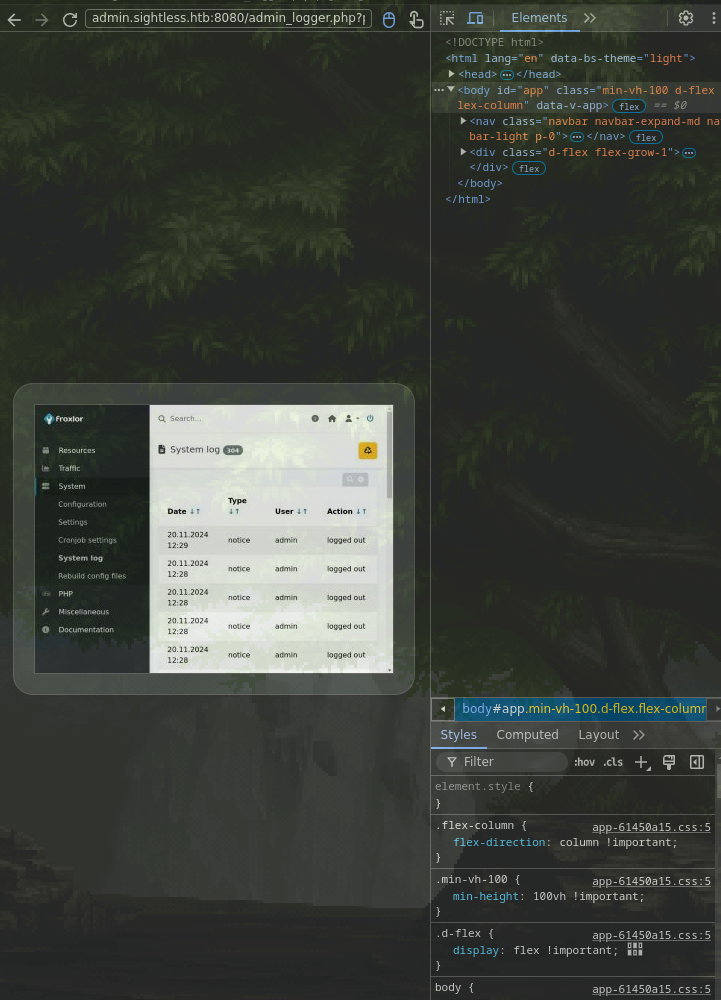 admin.sightless.htb:8080/admin_logger.php?p
Elements
<!DOCTYPE html>
<html lang="en" data-bs-theme="light">
<head> </head>
<body id="app" class="min-vh-100 d-flex
lex-column" data-v-app> flex == $0
<nav class="navbar navbar-expand-md na
bar-light p-0"> </nav> flex
<div class="d-flex flex-grow-1">
</div> flex
</body>
</html>
Froxlor
Search...
Resources
Traffic
System
Configuration
Settings
Cronjob settings
System log
Rebuild config files
PHP
Miscellaneous
Documentation
System log 304
Date Type User Action
20.11.2024 12:29 notice admin logged out
20.11.2024 12:28 notice admin logged out
20.11.2024 12:28 notice admin logged out
20.11.2024 12:28 notice admin logged out
20.11.2024 12:28 notice admin logged out
body#app.min-vh-100.d-flex.flex-column
Styles Computed Layout
Filter :hov .cls
element.style {
}
.flex-column { app-61450a15.css:5
flex-direction: column !important;
}
.min-vh-100 { app-61450a15.css:5
min-height: 100vh !important;
}
.d-flex { app-61450a15.css:5
display: flex !important;
}
body { app-61450a15.css:5